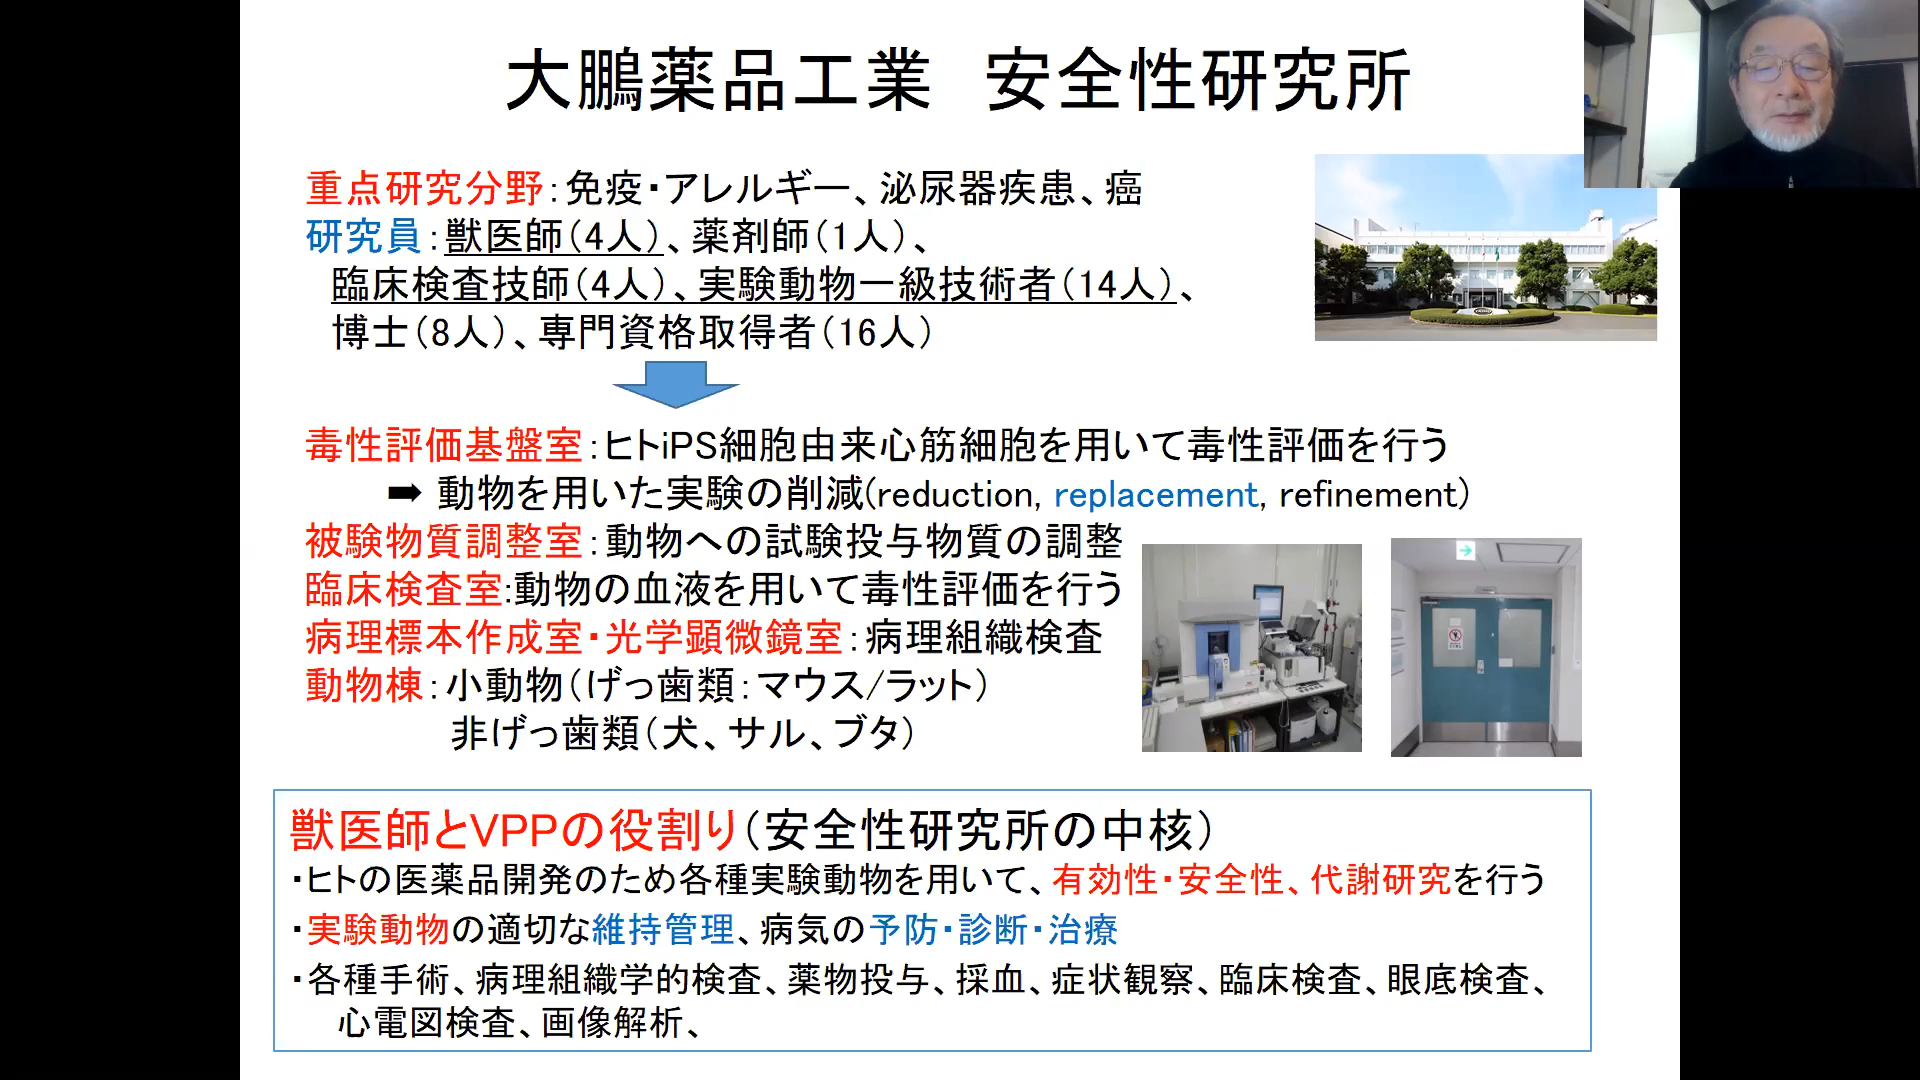 大鵬薬品工業　安全性研究所
重点研究分野：免疫・アレルギー、泌尿器疾患、癌
研究員：獣医師（4人）、薬剤師（1人）、
臨床検査技師（4人）、実験動物一級技術者（14人）、
博士（8人）、専門資格取得者（16人）
毒性評価基盤室：ヒトiPS細胞由来心筋細胞を用いて毒性評価を行う
➡ 動物を用いた実験の削減(reduction, replacement, refinement)
被験物質調整室：動物への試験投与物質の調整
臨床検査室:動物の血液を用いて毒性評価を行う
病理標本作成室・光学顕微鏡室：病理組織検査
動物棟：小動物（げっ歯類：マウス/ラット）
非げっ歯類（犬、サル、ブタ）
獣医師とVPPの役割り（安全性研究所の中核）
・ヒトの医薬品開発のため各種実験動物を用いて、有効性・安全性、代謝研究を行う
・実験動物の適切な維持管理、病気の予防・診断・治療
・各種手術、病理組織学的検査、薬物投与、採血、症状観察、臨床検査、眼底検査、
心電図検査、画像解析、